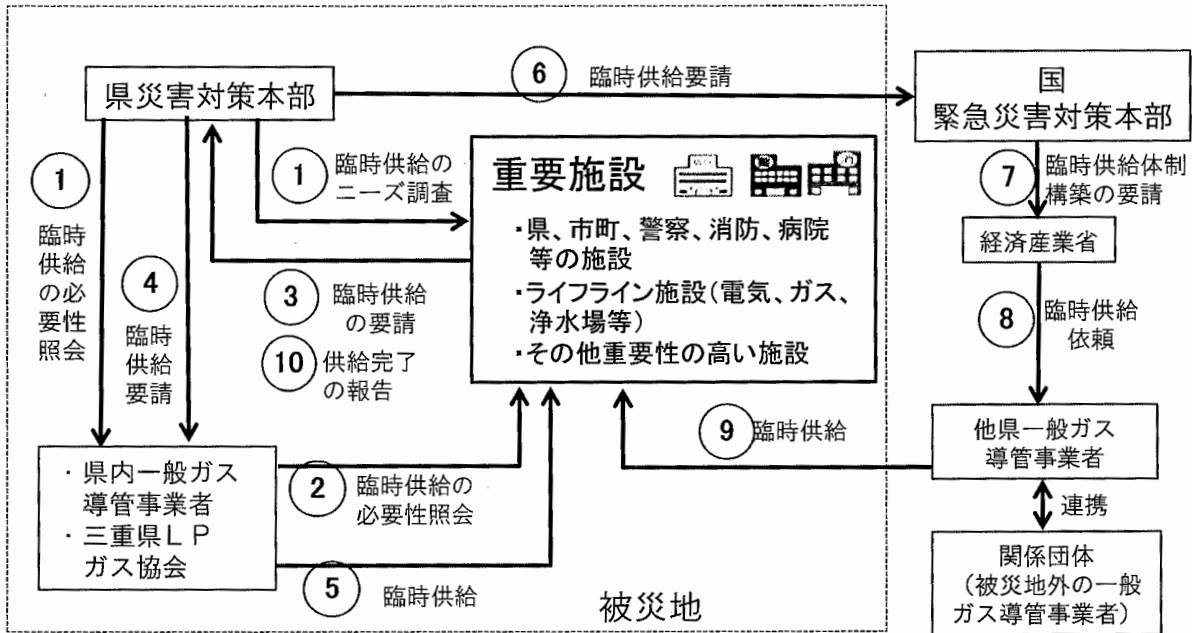 県災害対策本部
⑥
臨時供給要請
国
緊急災害対策本部
①
臨時
供給
の必
要性
照会
④
臨時
供給
要請
①
臨時供給の
ニーズ調査
③
臨時供給
の要請
⑩
供給完了
の報告
重要施設
・県、市町、警察、消防、病院
等の施設
・ライフライン施設(電気、ガス、
浄水場等)
・その他重要性の高い施設
⑦
臨時供給体制
構築の要請
経済産業省
⑧
臨時供給
依頼
・県内一般ガス
導管事業者
・三重県LP
ガス協会
②
臨時供給の
必要性照会
⑤
臨時供給
⑨
臨時供給
他県一般ガス
導管事業者
連携
関係団体
(被災地外の一般
ガス導管事業者)
被災地